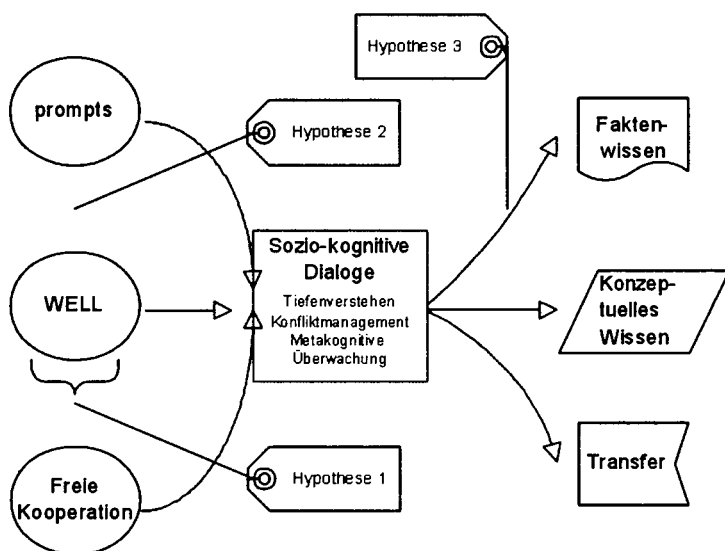 Hypothese 3
prompts
Hypothese 2
Fakten-
wissen
Sozio-kognitive
Dialoge
Tiefenverstehen
Konfliktmanagement
Metakognitive
Überwachung
WELL
Konzep-
tuelles
Wissen
Freie
Kooperation
Hypothese 1
Transfer